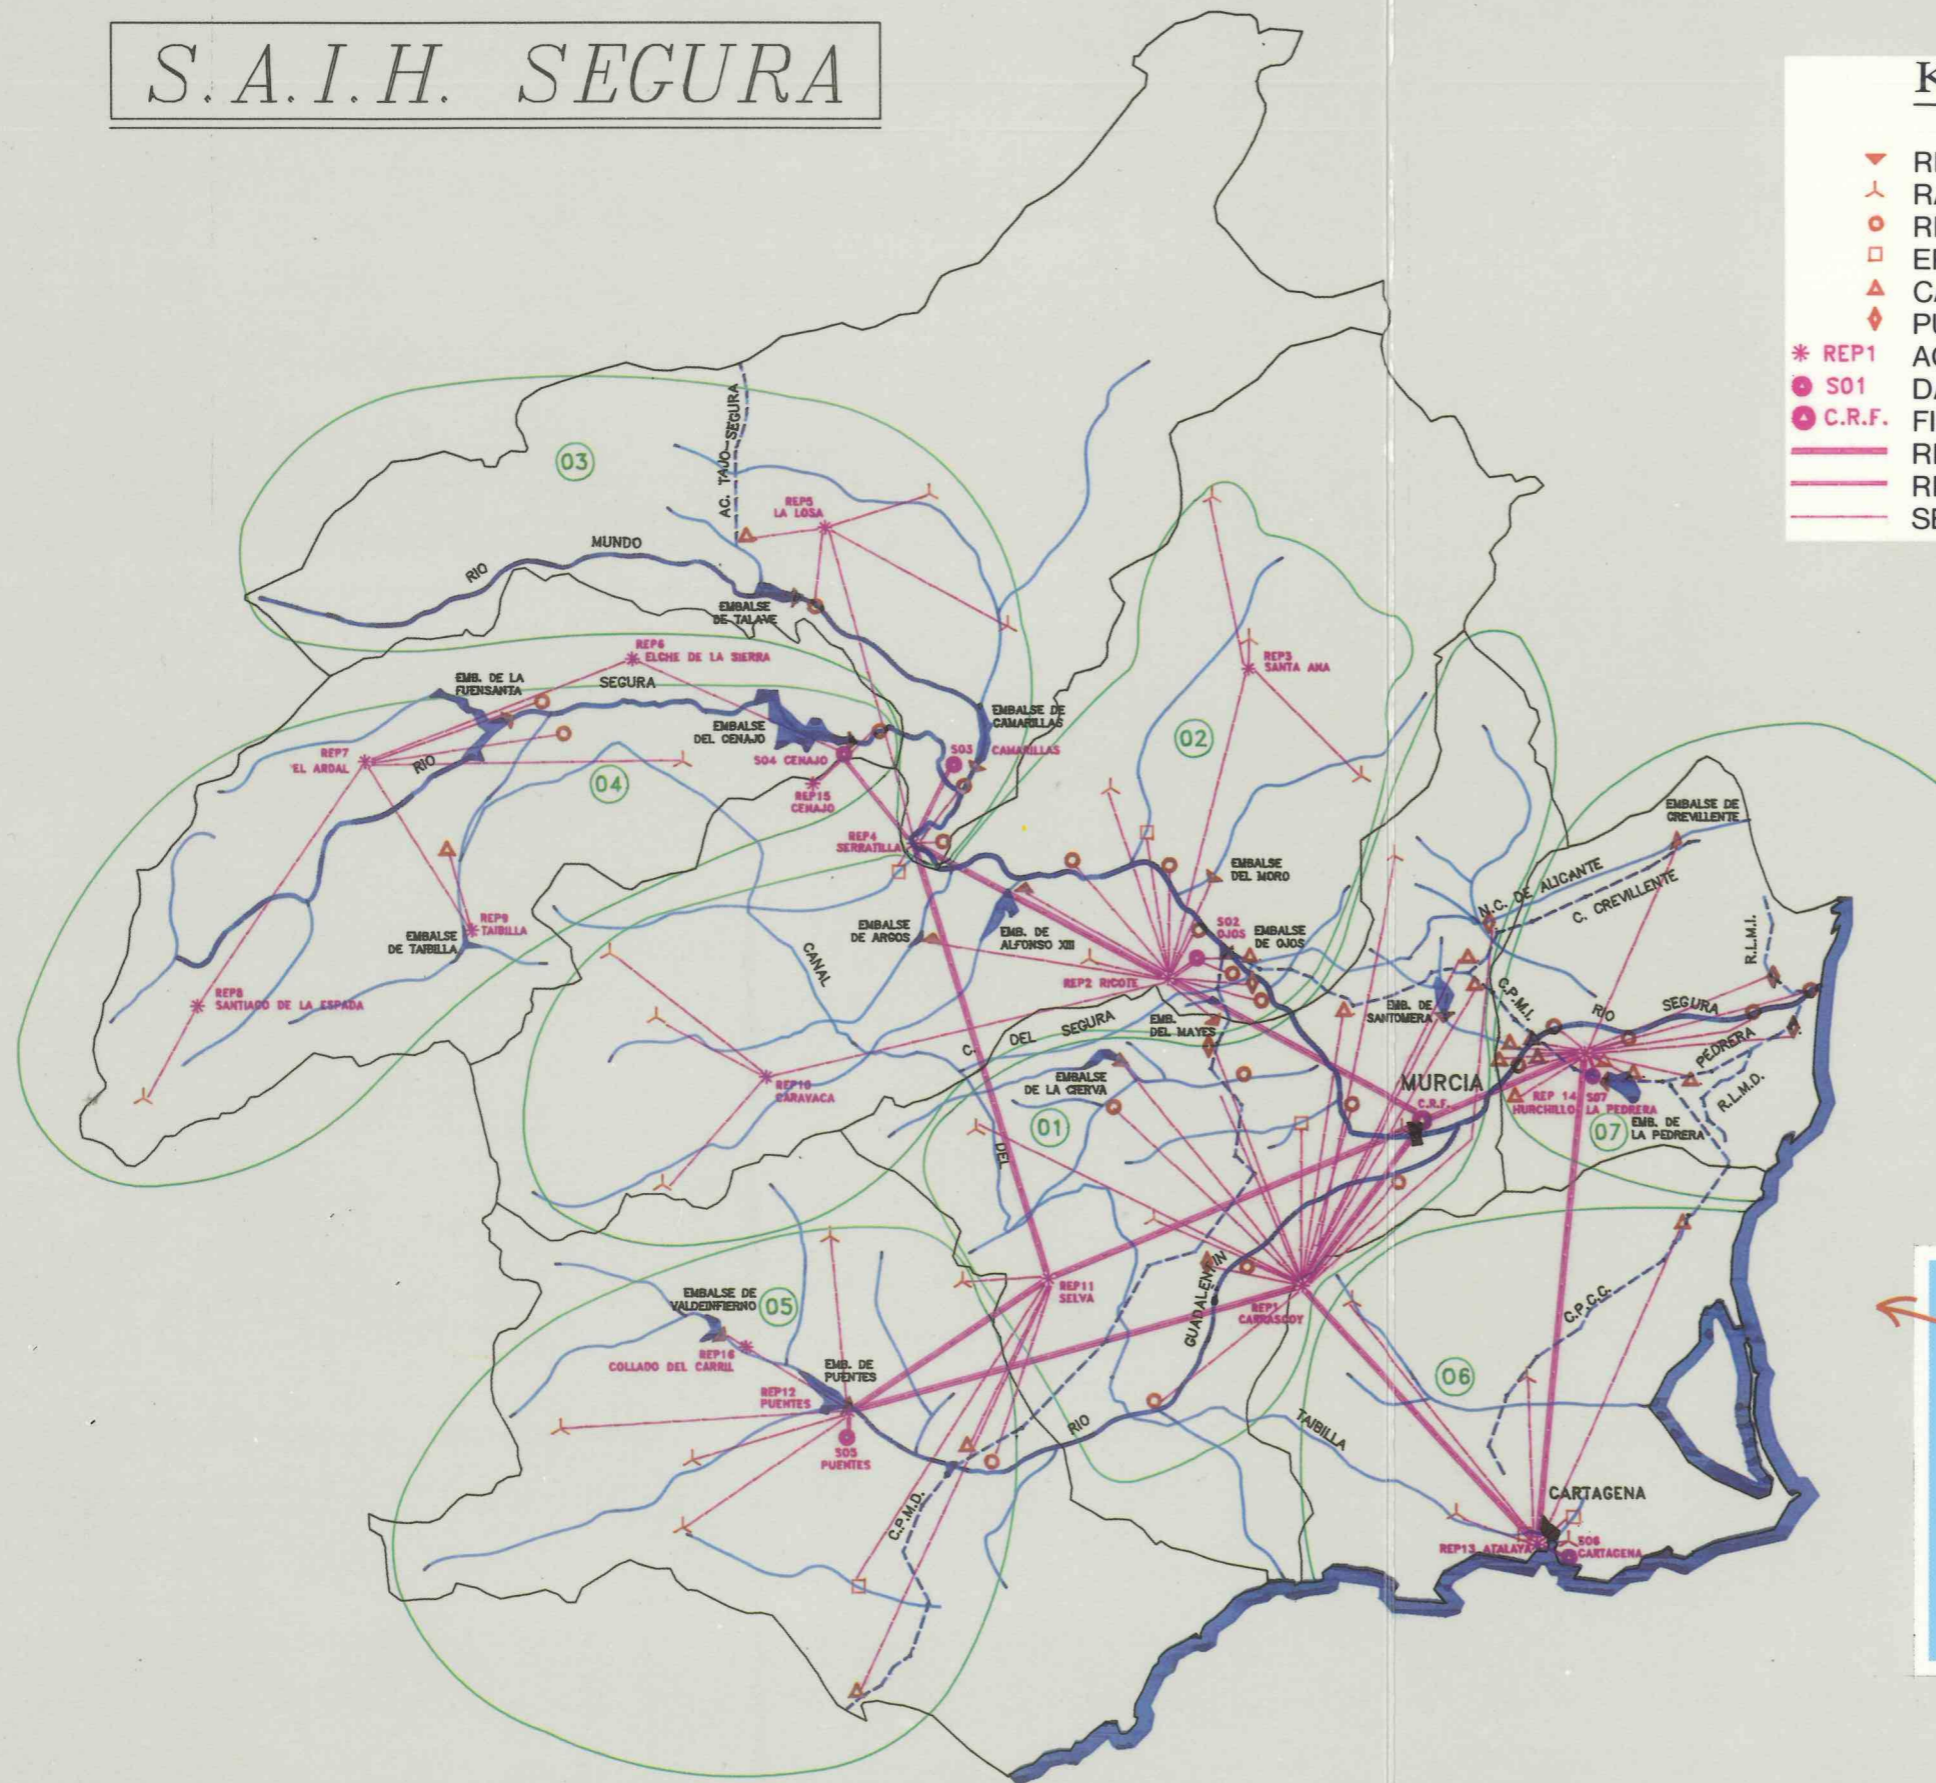 S.A.I.H. SEGURA
REP1
S01
C.R.F.
03
AC. TAJO-SEGURA
REP5
LA LOSA
RIO
MUNDO
EMBALSE
DE TALAVE
REP6
ELCHE DE LA SIERRA
EMB. DE LA
FUENSANTA
SEGURA
RIO
EMBALSE
DEL CENAJO
EMBALSE DE
CAMARILLAS
S03
CAMARILLAS
REP7
EL ARDAL
04
S04 CENAJO
REP15
CENAJO
REP4
SERRATILLA
REP3
SANTA ANA
02
EMBALSE DE
CREVILLENTE
EMBALSE
DEL MORO
N.C. DE ALICANTE
C. CREVILLENTE
R.L.M.I.
REP9
TAIBILLA
EMBALSE
DE TAIBILLA
EMBALSE
DE ARGOS
EMB. DE
ALFONSO XIII
S02
OJOS
EMBALSE
DE OJOS
CANAL
REP2 RICOTE
REP8
SANTIAGO DE LA ESPADA
EMB. DE
SANTOMERA
C.P.M.I.
RIO
SEGURA
PEDRERA
R.L.M.D.
EMB.
DEL MAYES
C.
DEL
SEGURA
EMBALSE
DE LA CIERVA
REP10
CARAVACA
MURCIA
C.R.F.
REP 14
S07
HURCHILLO
LA PEDRERA
EMB. DE
LA PEDRERA
01
07
DEL
REP11
SELVA
GUADALENTIN
REP1
CARRASCOY
C.P.C.C.
EMBALSE DE
VALDEINFIERNO
05
REP16
COLLADO DEL CARRIL
EMB. DE
PUENTES
REP12
PUENTES
06
S05
PUENTES
RIO
TAIBILLA
C.P.M.D.
CARTAGENA
REP13 ATALAYA
S06
CARTAGENA